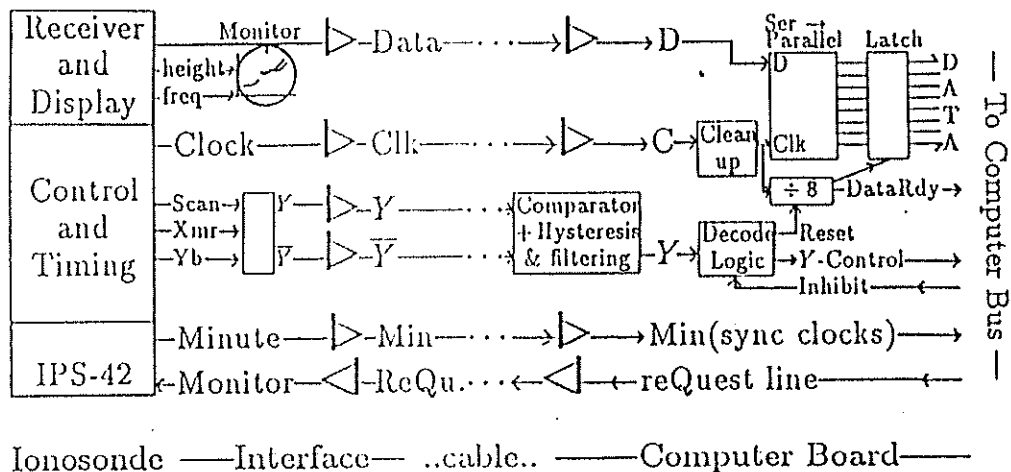 Receiver
and
Display
Monitor
height
freq
Data
D
Ser →
Parallel
D
Clk
Latch
D
A
T
A
Control
and
Timing
Clock
Clk
C
Clean
up
÷ 8
DataRdy
Scan
Xmr
Yb
Y
Y̅
Y
Y̅
Comparator
+ Hysteresis
& filtering
Y
Decode
Logic
Reset
Y-Control
Inhibit
IPS-42
Minute
Min
Min(sync clocks)
Monitor
ReQu.
reQuest line
— To Computer Bus —
Ionosonde —Interface— ..cable.. —Computer Board—